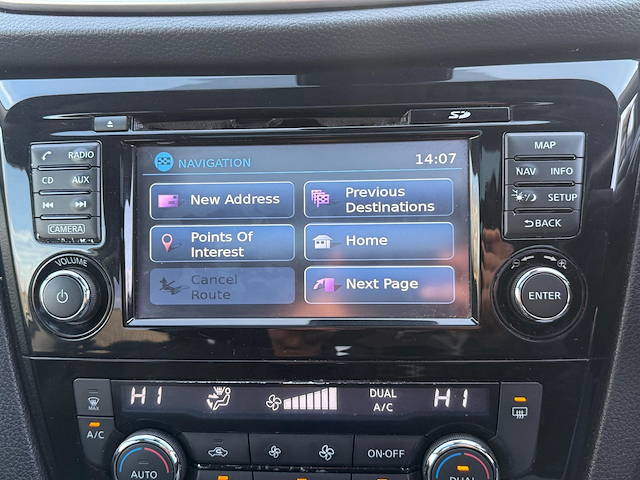 SD
RADIO
CD AUX
CAMERA
VOLUME
NAVIGATION 14:07
New Address
Previous
Destinations
Points Of
Interest
Home
Cancel
Route
Next Page
MAP
NAV INFO
SETUP
BACK
ENTER
MAX
A/C
HI
DUAL
A/C
HI
AUTO
ON·OFF
DUAL